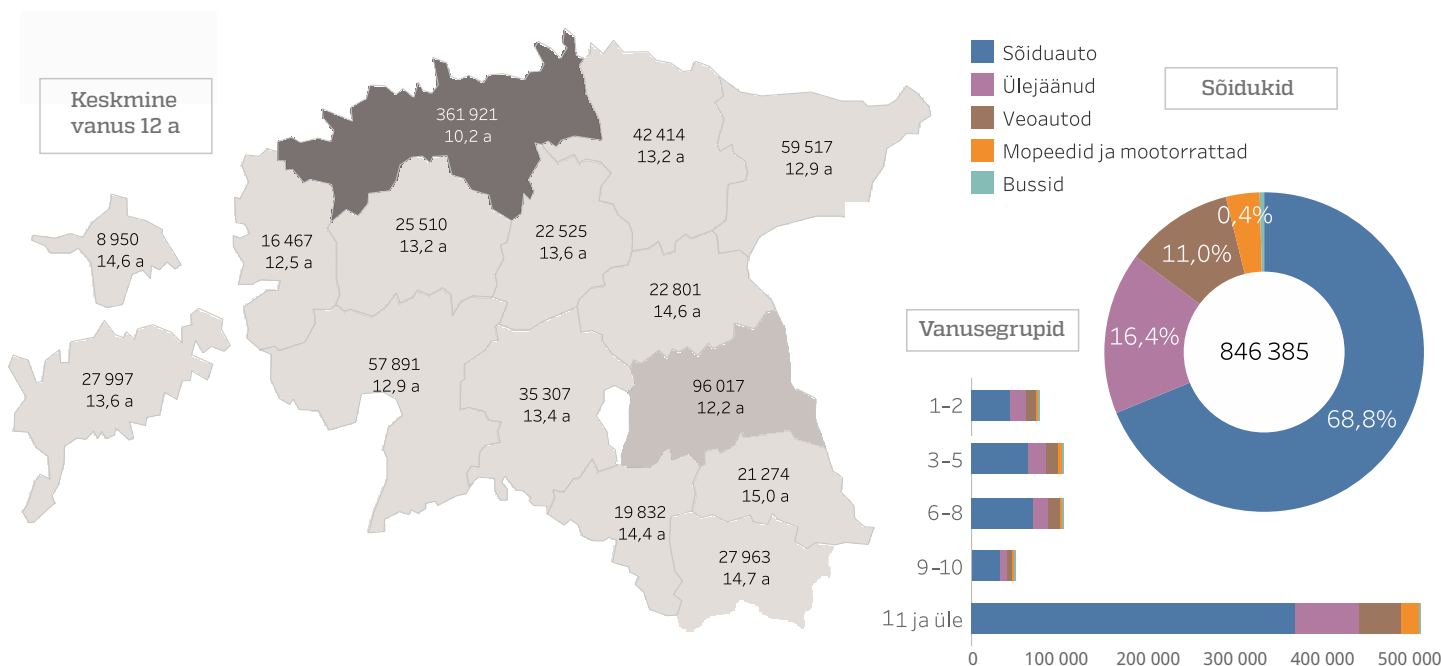 Keskmine
vanus 12 a
361 921
10,2 a
42 414
13,2 a
59 517
12,9 a
8 950
14,6 a
16 467
12,5 a
25 510
13,2 a
22 525
13,6 a
22 801
14,6 a
27 997
13,6 a
57 891
12,9 a
35 307
13,4 a
96 017
12,2 a
21 274
15,0 a
19 832
14,4 a
27 963
14,7 a
Sõiduauto
Ülejäänud
Veoautod
Mopeedid ja mootorrattad
Bussid
Sõidukid
0,4%
11,0%
16,4%
846 385
68,8%
Vanusegrupid
1–2
3–5
6–8
9–10
11 ja üle
0 100 000 200 000 300 000 400 000 500 000